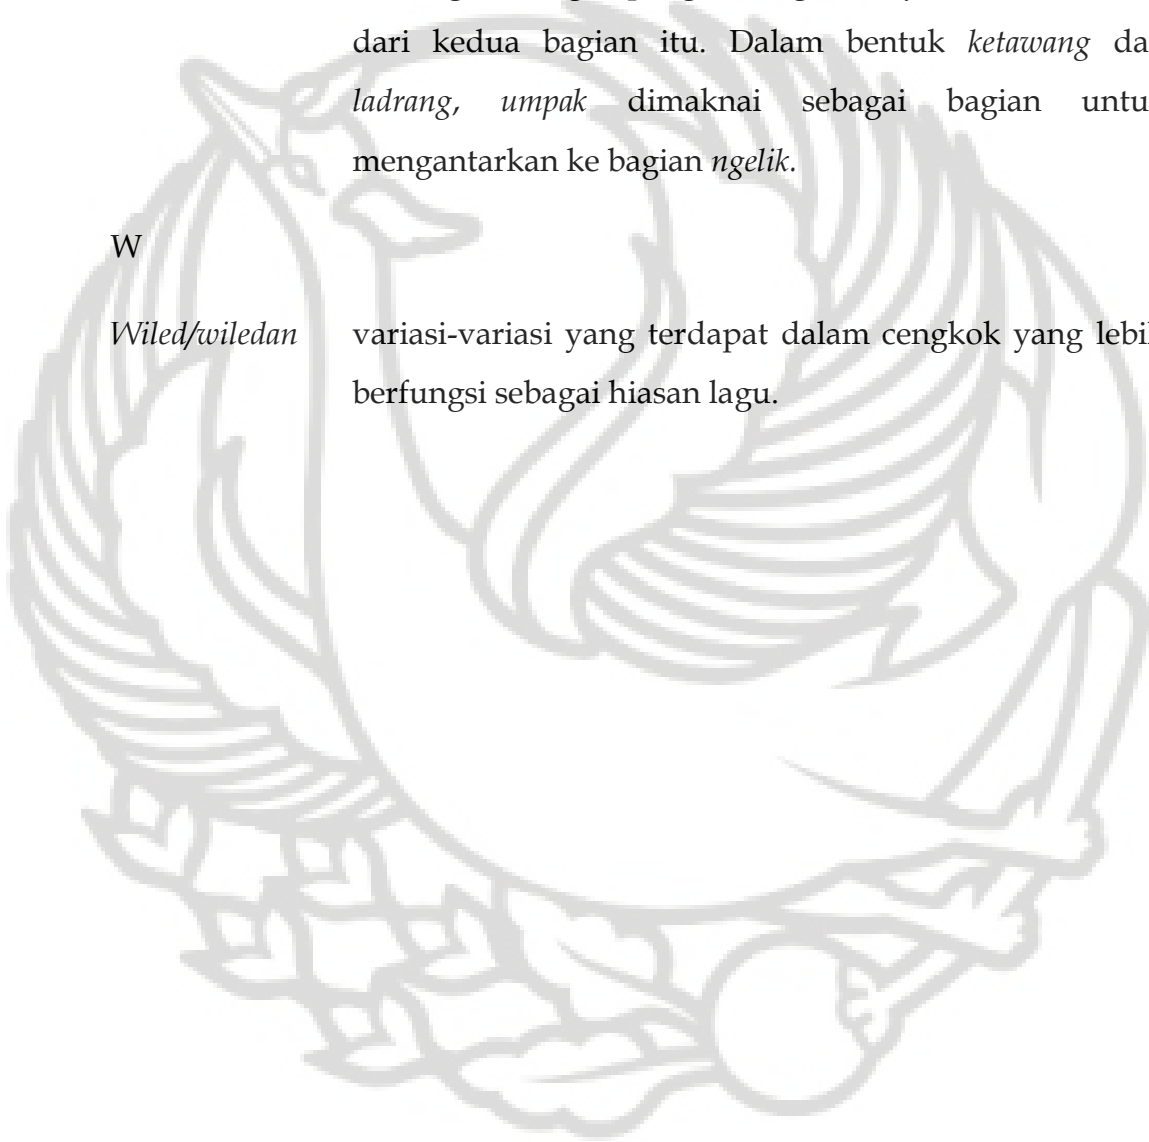 dari kedua bagian itu. Dalam bentuk ketawang da
ladrang, umpak dimaknai sebagai bagian untu
mengantarkan ke bagian ngelik.
W
Wiled/wiledan variasi-variasi yang terdapat dalam cengkok yang lebi
berfungsi sebagai hiasan lagu.